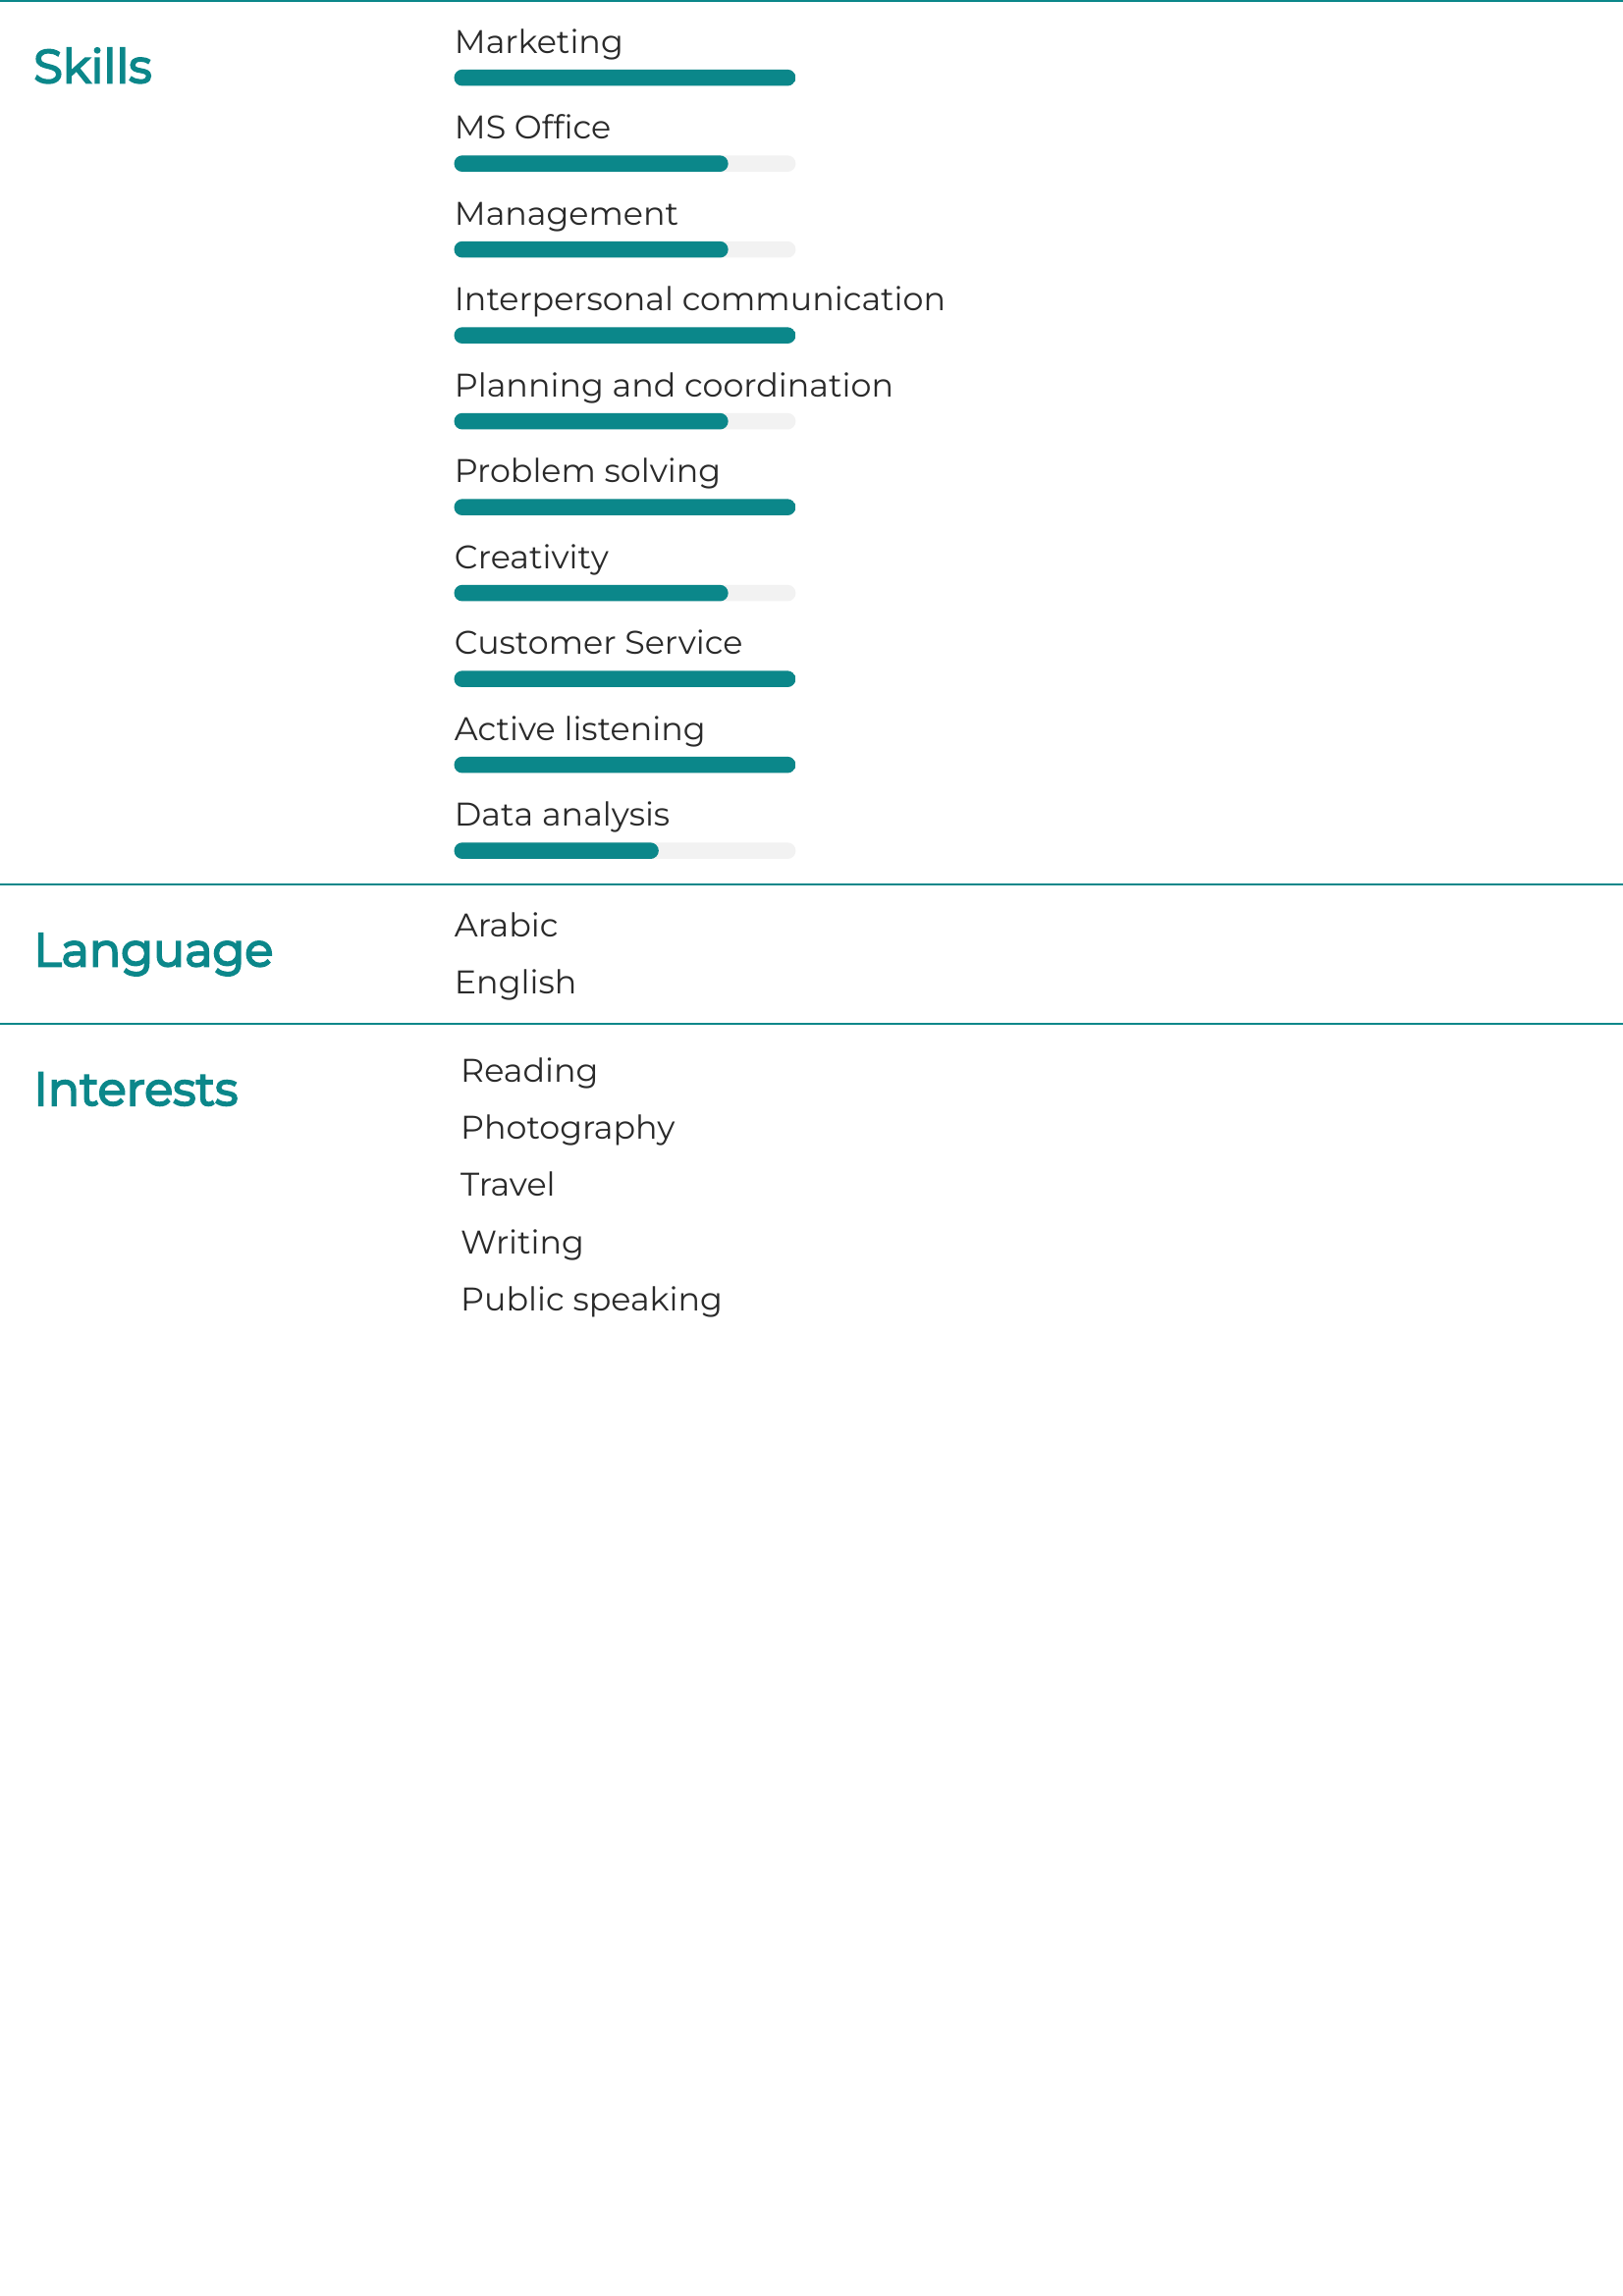 Skills
Marketing
MS Office
Management
Interpersonal communication
Planning and coordination
Problem solving
Creativity
Customer Service
Active listening
Data analysis
Language
Arabic
English
Interests
Reading
Photography
Travel
Writing
Public speaking